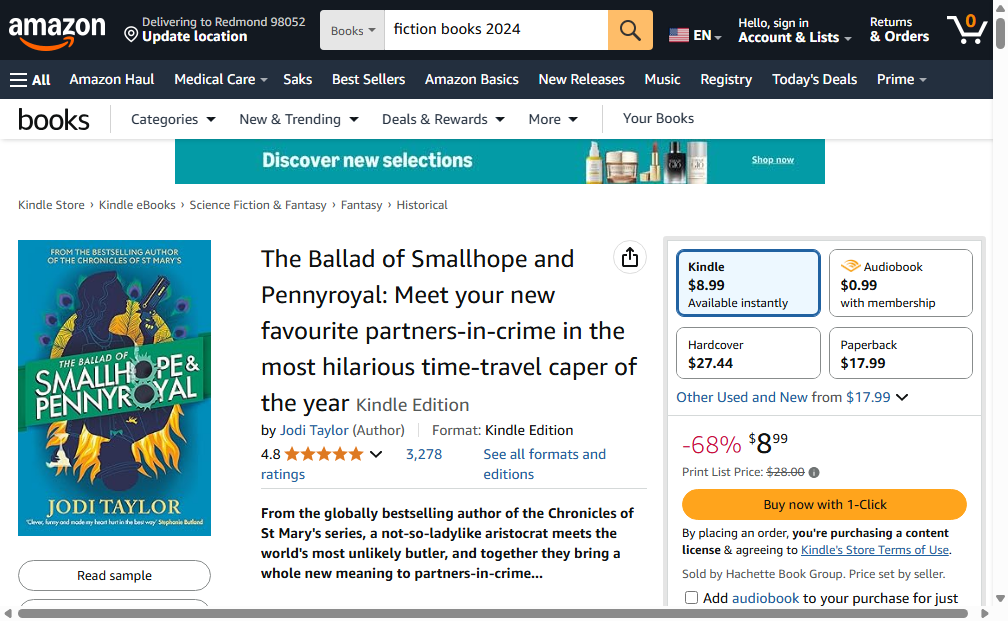 amazon
Delivering to Redmond 98052
Update location
Books
fiction books 2024
EN
Hello, sign in
Account & Lists
Returns
& Orders
0
All
Amazon Haul
Medical Care
Saks
Best Sellers
Amazon Basics
New Releases
Music
Registry
Today's Deals
Prime
books
Categories
New & Trending
Deals & Rewards
More
Your Books
Discover new selections
Shop now
Kindle Store › Kindle eBooks › Science Fiction & Fantasy › Fantasy › Historical
FROM THE BESTSELLING AUTHOR
OF THE CHRONICLES OF ST MARY'S
THE BALLAD OF
SMALLHOPE &
PENNYROYAL
JODI TAYLOR
'Clever, funny and made my heart hurt in the best way' Stephanie Butland
Read sample
The Ballad of Smallhope and
Pennyroyal: Meet your new
favourite partners-in-crime in the
most hilarious time-travel caper of
the year Kindle Edition
by Jodi Taylor (Author)
Format: Kindle Edition
4.8
3,278
ratings
See all formats and
editions
From the globally bestselling author of the Chronicles of
St Mary's series, a not-so-ladylike aristocrat meets the
world's most unlikely butler, and together they bring a
whole new meaning to partners-in-crime...
Kindle
$8.99
Available instantly
Audiobook
$0.99
with membership
Hardcover
$27.44
Paperback
$17.99
Other Used and New from $17.99
-68% $8.99
Print List Price: $28.00
Buy now with 1-Click
By placing an order, you're purchasing a content
license & agreeing to Kindle's Store Terms of Use.
Sold by Hachette Book Group. Price set by seller.
Add audiobook to your purchase for just